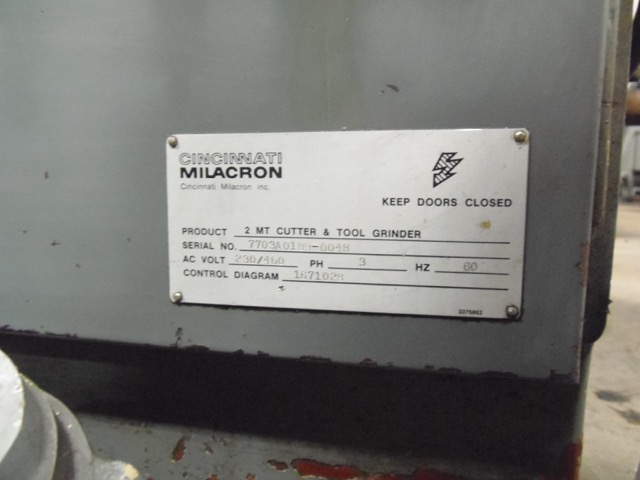 CINCINNATI
MILACRON
Cincinnati Milacron Inc.
KEEP DOORS CLOSED
PRODUCT 2 MT CUTTER & TOOL GRINDER
SERIAL NO.
AC VOLT 230/460 PH 3 HZ 60
CONTROL DIAGRAM 1671028